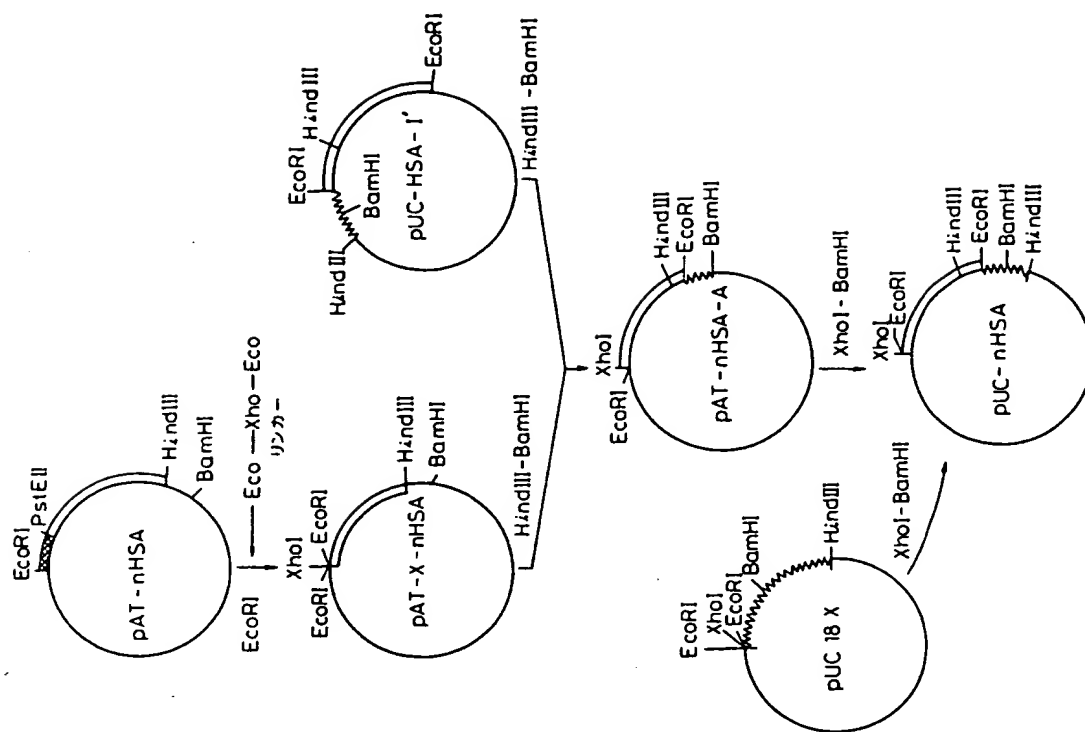 EcoRI
PstEII
HindIII
BamHI
pAT-nHSA
EcoRI
Eco—Xho—Eco
リンカー
XhoI
EcoRI
EcoRI
HindIII
BamHI
pAT-X-nHSA
HindIII-BamHI
EcoRI
HindIII
BamHI
HindIII
EcoRI
pUC-HSA-I'
HindIII-BamHI
XhoI
EcoRI
HindIII
EcoRI
BamHI
pAT-nHSA-A
XhoI-BamHI
EcoRI
XhoI
EcoRI
BamHI
HindIII
pUC 18 X
XhoI-BamHI
XhoI
EcoRI
HindIII
EcoRI
BamHI
HindIII
pUC-nHSA